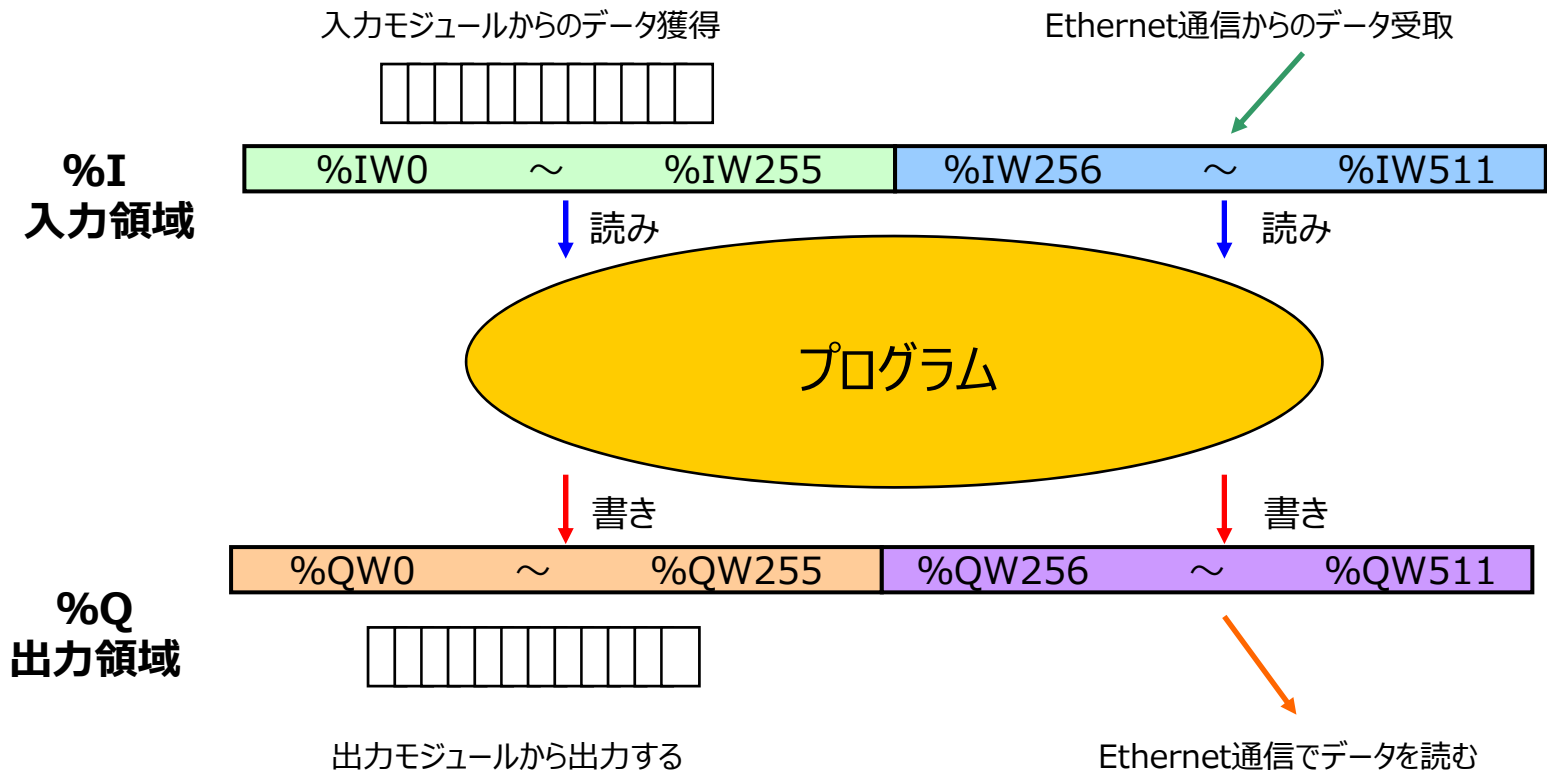 入力モジュールからのデータ獲得
Ethernet通信からのデータ受取
%I
入力領域
%IW0 ～ %IW255
%IW256 ～ %IW511
読み
読み
プログラム
書き
書き
%Q
出力領域
%QW0 ～ %QW255
%QW256 ～ %QW511
出力モジュールから出力する
Ethernet通信でデータを読む